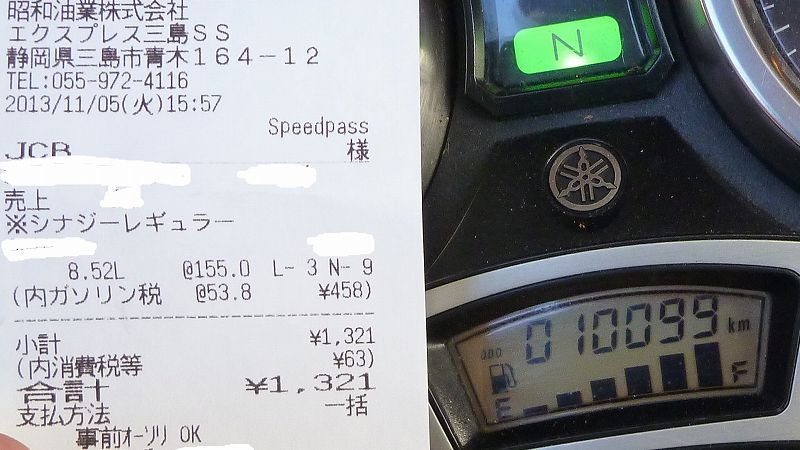 昭和油業株式会社
エクスプレス三島ＳＳ
静岡県三島市青木１６４－１２
TEL:055-972-4116
2013/11/05(火)15:57
Speedpass
JCB 様
売上
※シナジーレギュラー
8.52L @155.0 L- 3 N- 9
(内ガソリン税 @53.8 ¥458)
小計 ¥1,321
(内消費税等 ¥63)
合計 ¥1,321
支払方法 一括
事前ｵｰｿﾘ OK
N
ODO 010099 km
E F